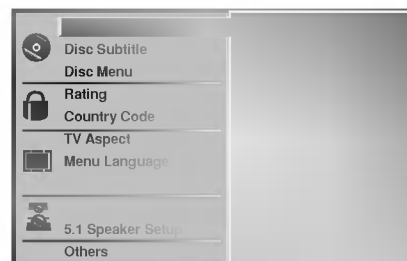 Disc Subtitle
Disc Menu
Rating
Country Code
TV Aspect
Menu Language
5.1 Speaker Setup
Others